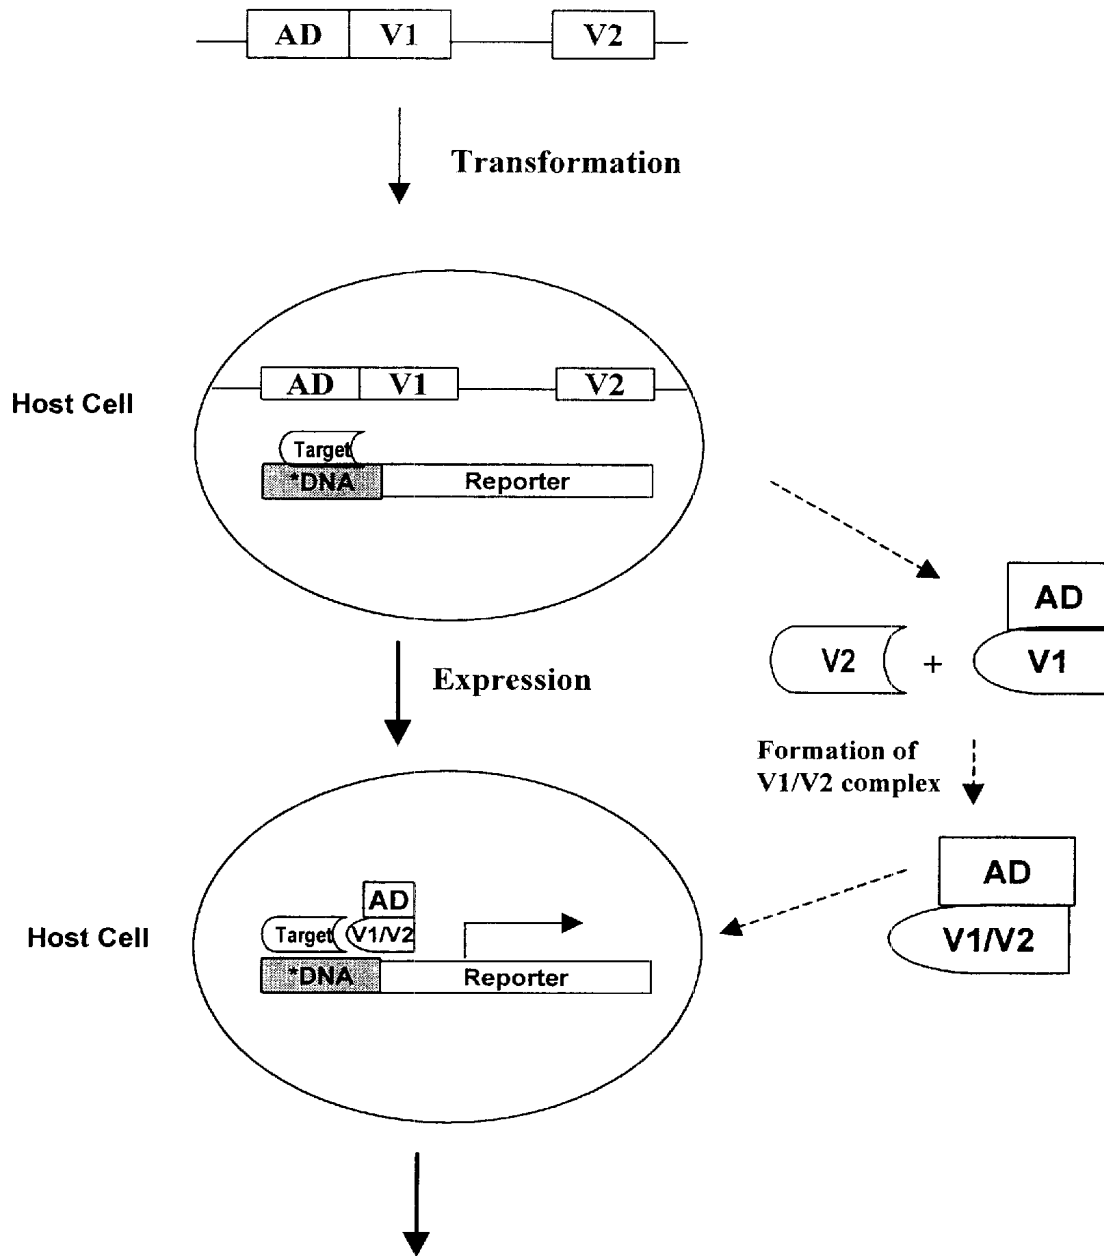 AD V1 V2
Transformation
Host Cell
AD V1 V2
Target
*DNA Reporter
AD
V2 + V1
Expression
Formation of
V1/V2 complex
AD
V1/V2
Host Cell
AD
Target V1/V2
*DNA Reporter